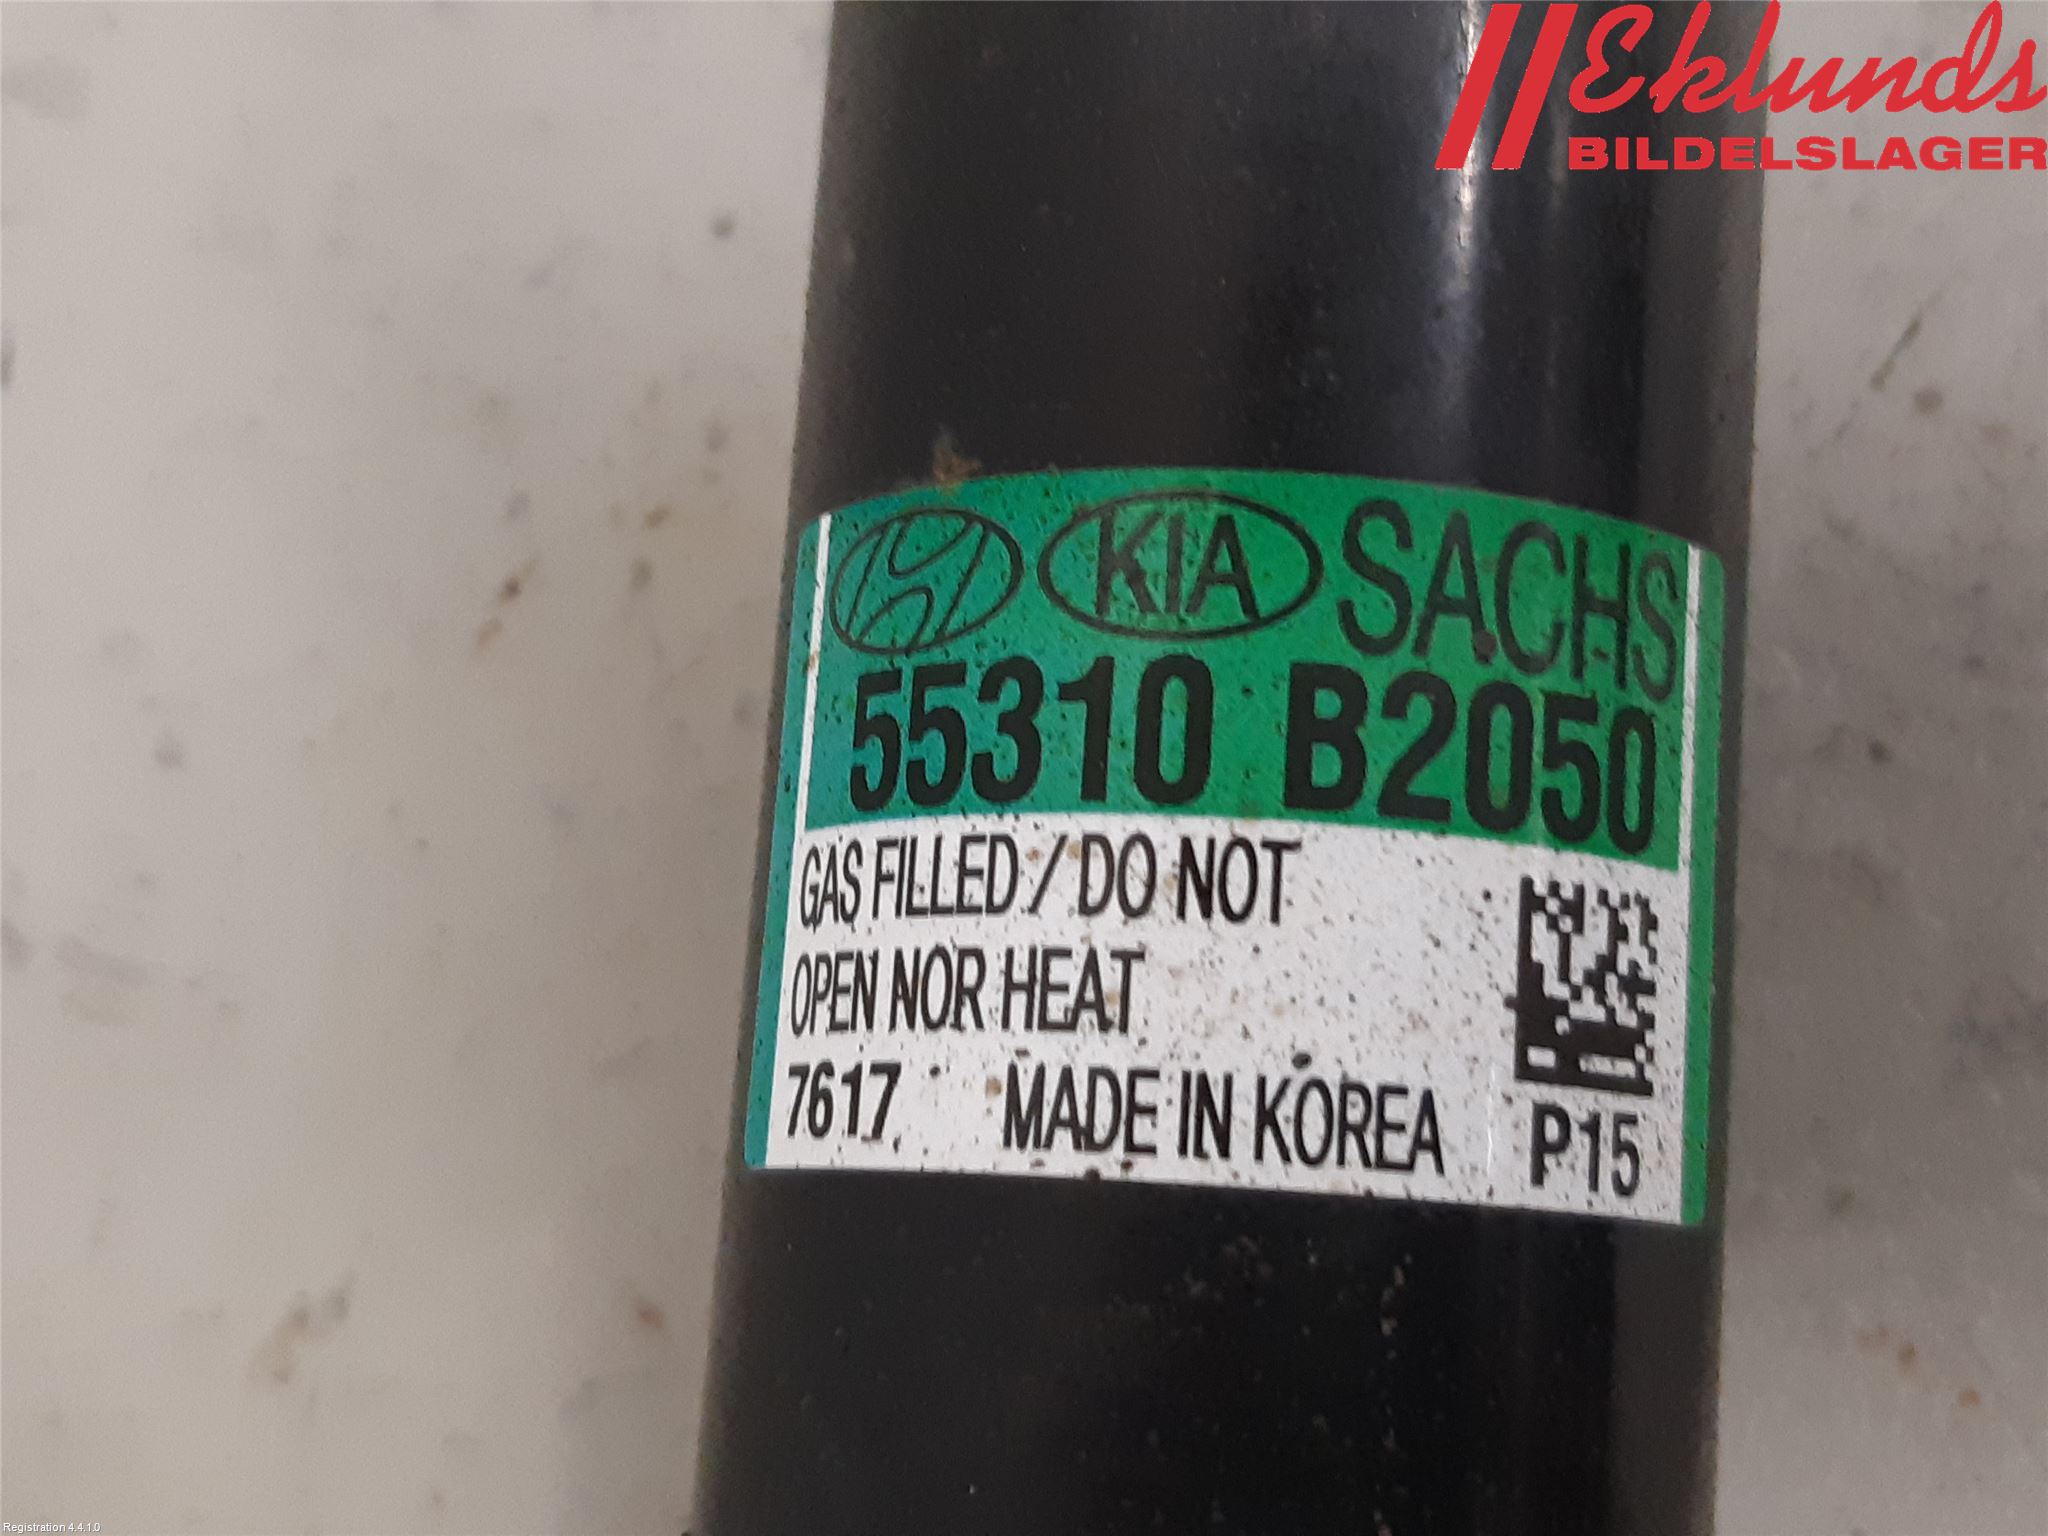 Eklunds
BILDELSLAGER
KIA SACHS
55310 B2050
GAS FILLED / DO NOT
OPEN NOR HEAT
7617 MADE IN KOREA P15
Registration 4.4.1.0